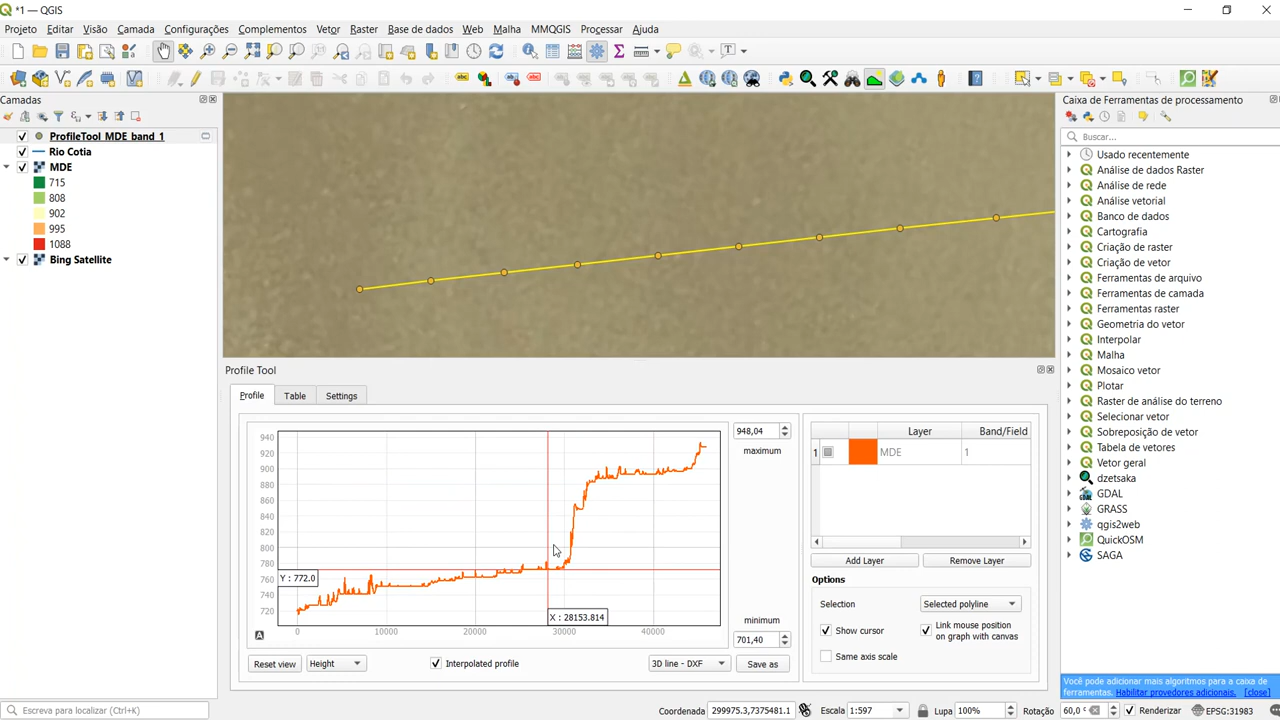 *1 — QGIS
Projeto Editar Visão Camada Configurações Complementos Vetor Raster Base de dados Web Malha MMQGIS Processar Ajuda
Camadas
ProfileTool_MDE_band_1
Rio Cotia
MDE
715
808
902
995
1088
Bing Satellite
Escreva para localizar (Ctrl+K)
Profile Tool
Profile Table Settings
940
920
900
880
860
840
820
800
780
760
740
720
0 10000 20000 30000 40000
Y : 772.0
X : 28153.814
948,04
maximum
minimum
701,40
Reset view Height Interpolated profile 3D line - DXF Save as
Layer Band/Field
1 MDE 1
Add Layer Remove Layer
Options
Selection Selected polyline
Show cursor
Link mouse position
on graph with canvas
Same axis scale
Caixa de Ferramentas de processamento
Buscar...
Usado recentemente
Análise de dados Raster
Análise de rede
Análise vetorial
Banco de dados
Cartografia
Criação de raster
Criação de vetor
Ferramentas de arquivo
Ferramentas de camada
Ferramentas raster
Geometria do vetor
Interpolar
Malha
Mosaico vetor
Plotar
Raster de análise do terreno
Selecionar vetor
Sobreposição de vetor
Tabela de vetores
Vetor geral
dzetsaka
GDAL
GRASS
qgis2web
QuickOSM
SAGA
Você pode adicionar mais algoritmos para a caixa de
ferramentas. Habilitar provedores adicionais. [close]
Coordenada 299975.3,7375481.1 Escala 1:597 Lupa 100% Rotação 60,0 ° Renderizar EPSG:31983